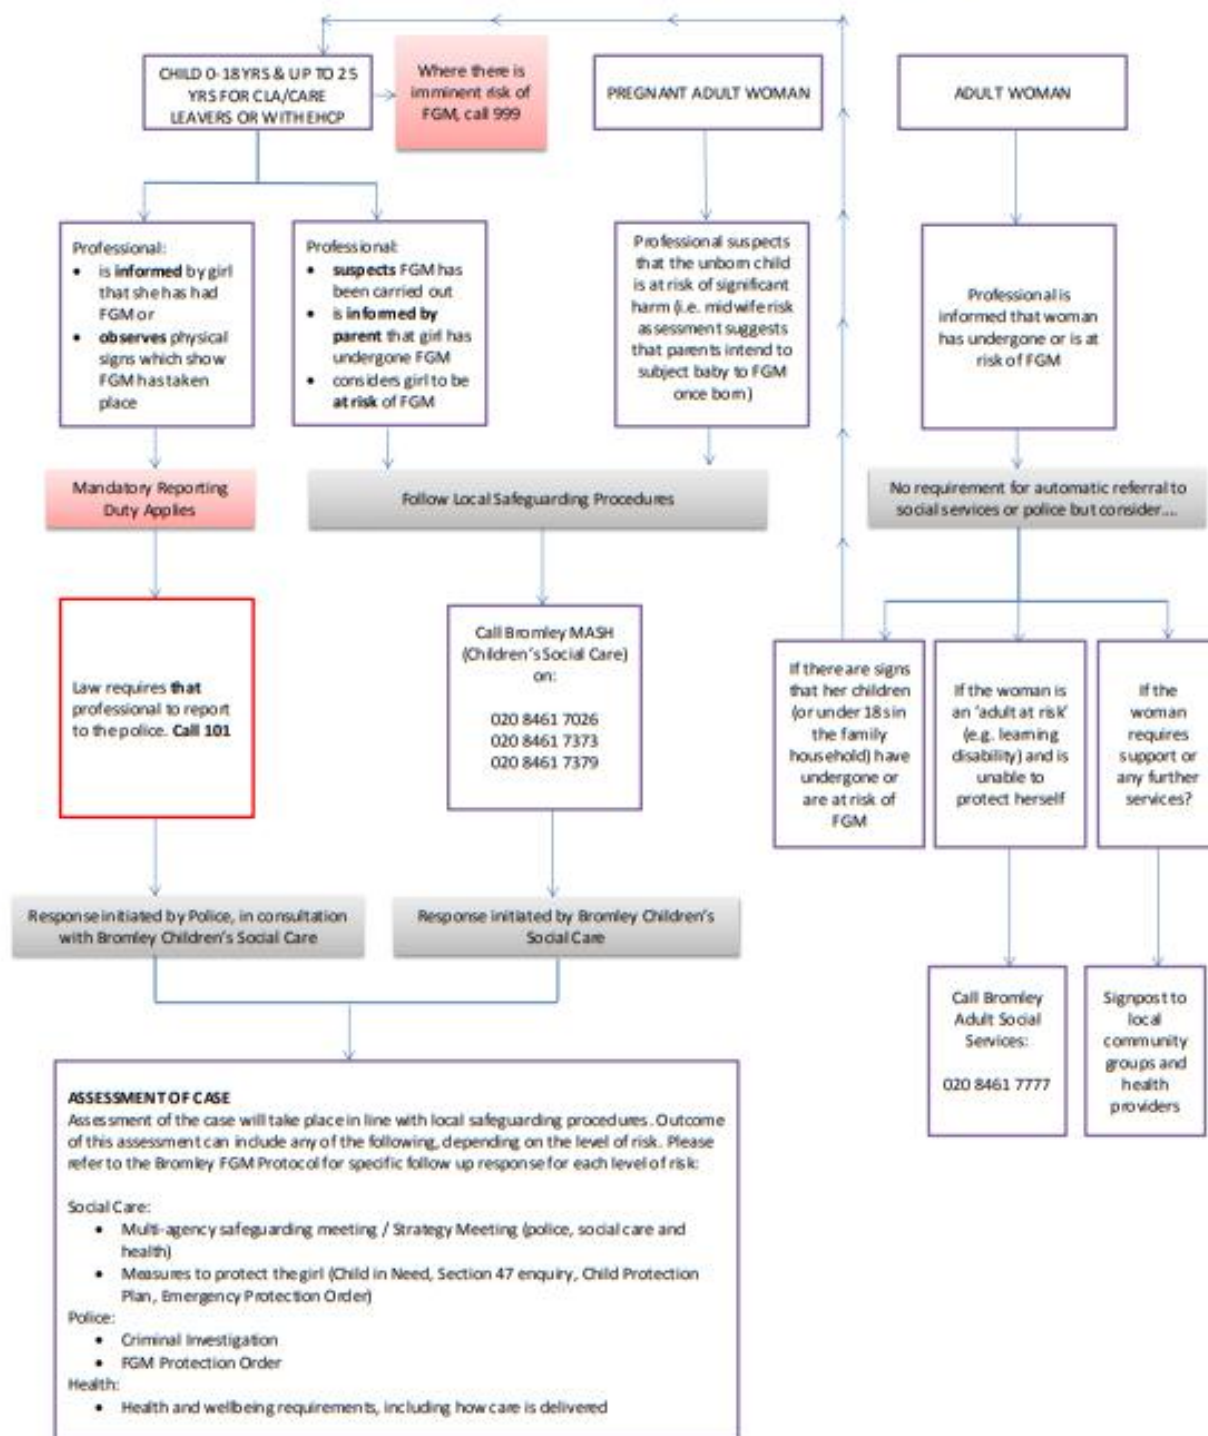 CHILD 0-18 YRS & UP TO 25
YRS FOR CLA/CARE
LEAVERS OR WITH EHCP
Where there is
imminent risk of
FGM, call 999
PREGNANT ADULT WOMAN
ADULT WOMAN
Professional:
• is informed by girl
that she has had
FGM or
• observes physical
signs which show
FGM has taken
place
Professional:
• suspects FGM has
been carried out
• is informed by
parent that girl has
undergone FGM
• considers girl to be
at risk of FGM
Professional suspects
that the unborn child
is at risk of significant
harm (i.e. midwife risk
assessment suggests
that parents intend to
subject baby to FGM
once born)
Professional is
informed that woman
has undergone or is at
risk of FGM
Mandatory Reporting
Duty Applies
Follow Local Safeguarding Procedures
No requirement for automatic referral to
social services or police but consider....
Law requires that
professional to report
to the police. Call 101
Call Bromley MASH
(Children's Social Care)
on:
020 8461 7026
020 8461 7373
020 8461 7379
If there are signs
that her children
(or under 18s in
the family
household) have
undergone or
are at risk of
FGM
If the woman is
an 'adult at risk'
(e.g. learning
disability) and is
unable to
protect herself
If the
woman
requires
support or
any further
services?
Response initiated by Police, in consultation
with Bromley Children's Social Care
Response initiated by Bromley Children's
Social Care
Call Bromley
Adult Social
Services:
020 8461 7777
Signpost to
local
community
groups and
health
providers
ASSESSMENT OF CASE
Assessment of the case will take place in line with local safeguarding procedures. Outcome
of this assessment can include any of the following, depending on the level of risk. Please
refer to the Bromley FGM Protocol for specific follow up response for each level of risk:
Social Care:
• Multi-agency safeguarding meeting / Strategy Meeting (police, social care and
health)
• Measures to protect the girl (Child in Need, Section 47 enquiry, Child Protection
Plan, Emergency Protection Order)
Police:
• Criminal Investigation
• FGM Protection Order
Health:
• Health and wellbeing requirements, including how care is delivered